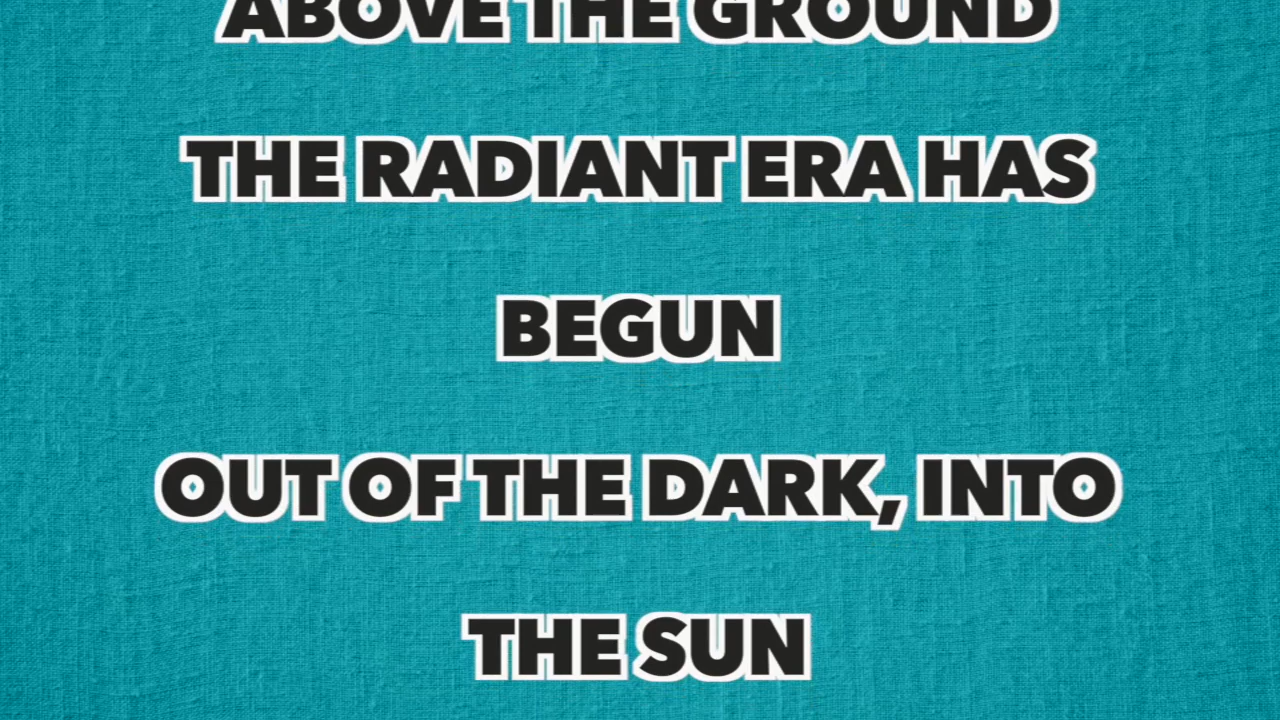 ABOVE THE GROUND
THE RADIANT ERA HAS
BEGUN
OUT OF THE DARK, INTO
THE SUN